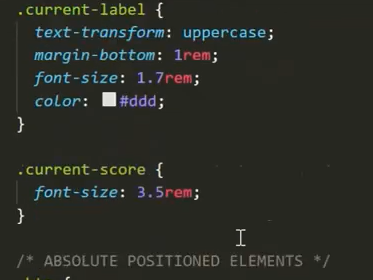 .current-label {
text-transform: uppercase;
margin-bottom: 1rem;
font-size: 1.7rem;
color: #ddd;
}
.current-score {
font-size: 3.5rem;
}
/* ABSOLUTE POSITIONED ELEMENTS */